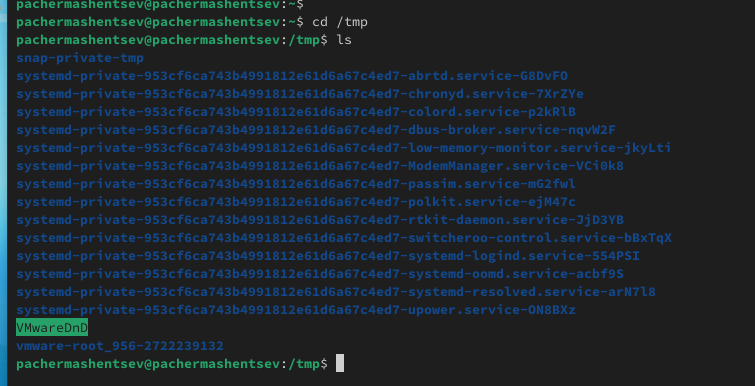 pachermashentsev@pachermashentsev:~$
pachermashentsev@pachermashentsev:~$ cd /tmp
pachermashentsev@pachermashentsev:/tmp$ ls
snap-private-tmp
systemd-private-953cf6ca743b4991812e61d6a67c4ed7-abrtd.service-G8DvFO
systemd-private-953cf6ca743b4991812e61d6a67c4ed7-chronyd.service-7XrZYe
systemd-private-953cf6ca743b4991812e61d6a67c4ed7-colord.service-p2kRlB
systemd-private-953cf6ca743b4991812e61d6a67c4ed7-dbus-broker.service-nqvW2F
systemd-private-953cf6ca743b4991812e61d6a67c4ed7-low-memory-monitor.service-jkyLti
systemd-private-953cf6ca743b4991812e61d6a67c4ed7-ModemManager.service-VCi0k8
systemd-private-953cf6ca743b4991812e61d6a67c4ed7-passim.service-mG2fwl
systemd-private-953cf6ca743b4991812e61d6a67c4ed7-polkit.service-ejM47c
systemd-private-953cf6ca743b4991812e61d6a67c4ed7-rtkit-daemon.service-JjD3YB
systemd-private-953cf6ca743b4991812e61d6a67c4ed7-switcheroo-control.service-bBxTqX
systemd-private-953cf6ca743b4991812e61d6a67c4ed7-systemd-logind.service-554PSI
systemd-private-953cf6ca743b4991812e61d6a67c4ed7-systemd-oomd.service-acbf9S
systemd-private-953cf6ca743b4991812e61d6a67c4ed7-systemd-resolved.service-arN7l8
systemd-private-953cf6ca743b4991812e61d6a67c4ed7-upower.service-ON8BXz
VMwareDnD
vmware-root_956-2722239132
pachermashentsev@pachermashentsev:/tmp$